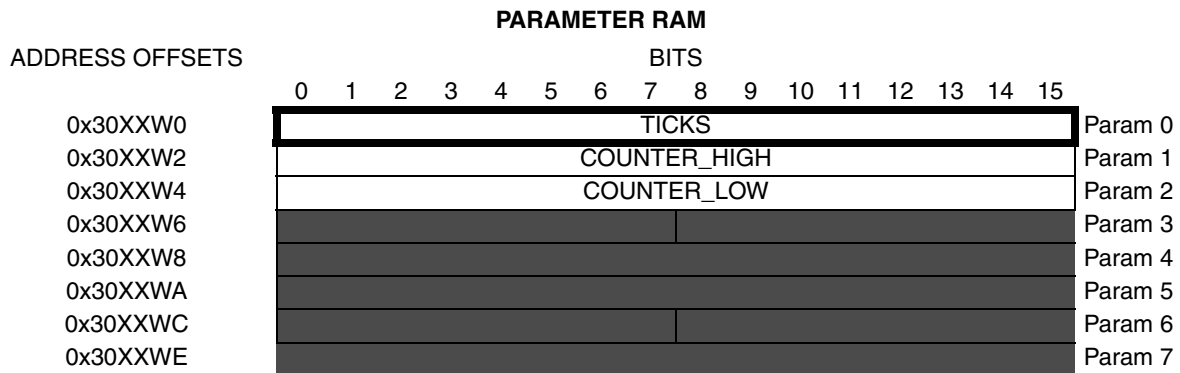 PARAMETER RAM
ADDRESS OFFSETS BITS
0 1 2 3 4 5 6 7 8 9 10 11 12 13 14 15
0x30XXW0 TICKS Param 0
0x30XXW2 COUNTER_HIGH Param 1
0x30XXW4 COUNTER_LOW Param 2
0x30XXW6 Param 3
0x30XXW8 Param 4
0x30XXWA Param 5
0x30XXWC Param 6
0x30XXWE Param 7